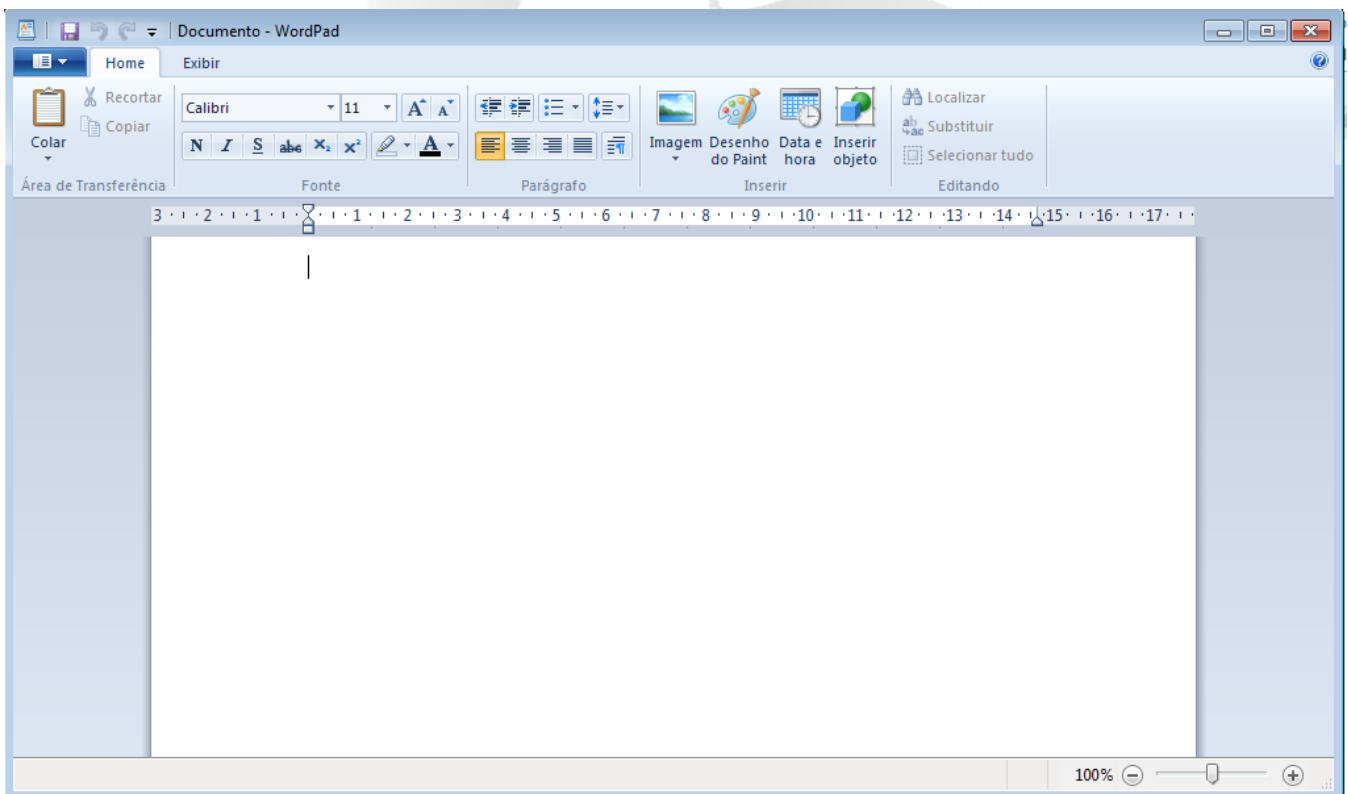 Documento - WordPad
Home Exibir
Colar
Recortar
Copiar
Área de Transferência
Calibri 11 A A
N I S abc X₂ X² A
Fonte
Parágrafo
Imagem
Desenho do Paint
Data e hora
Inserir objeto
Inserir
Localizar
Substituir
Selecionar tudo
Editando
3 2 1 1 2 3 4 5 6 7 8 9 10 11 12 13 14 15 16 17
100%